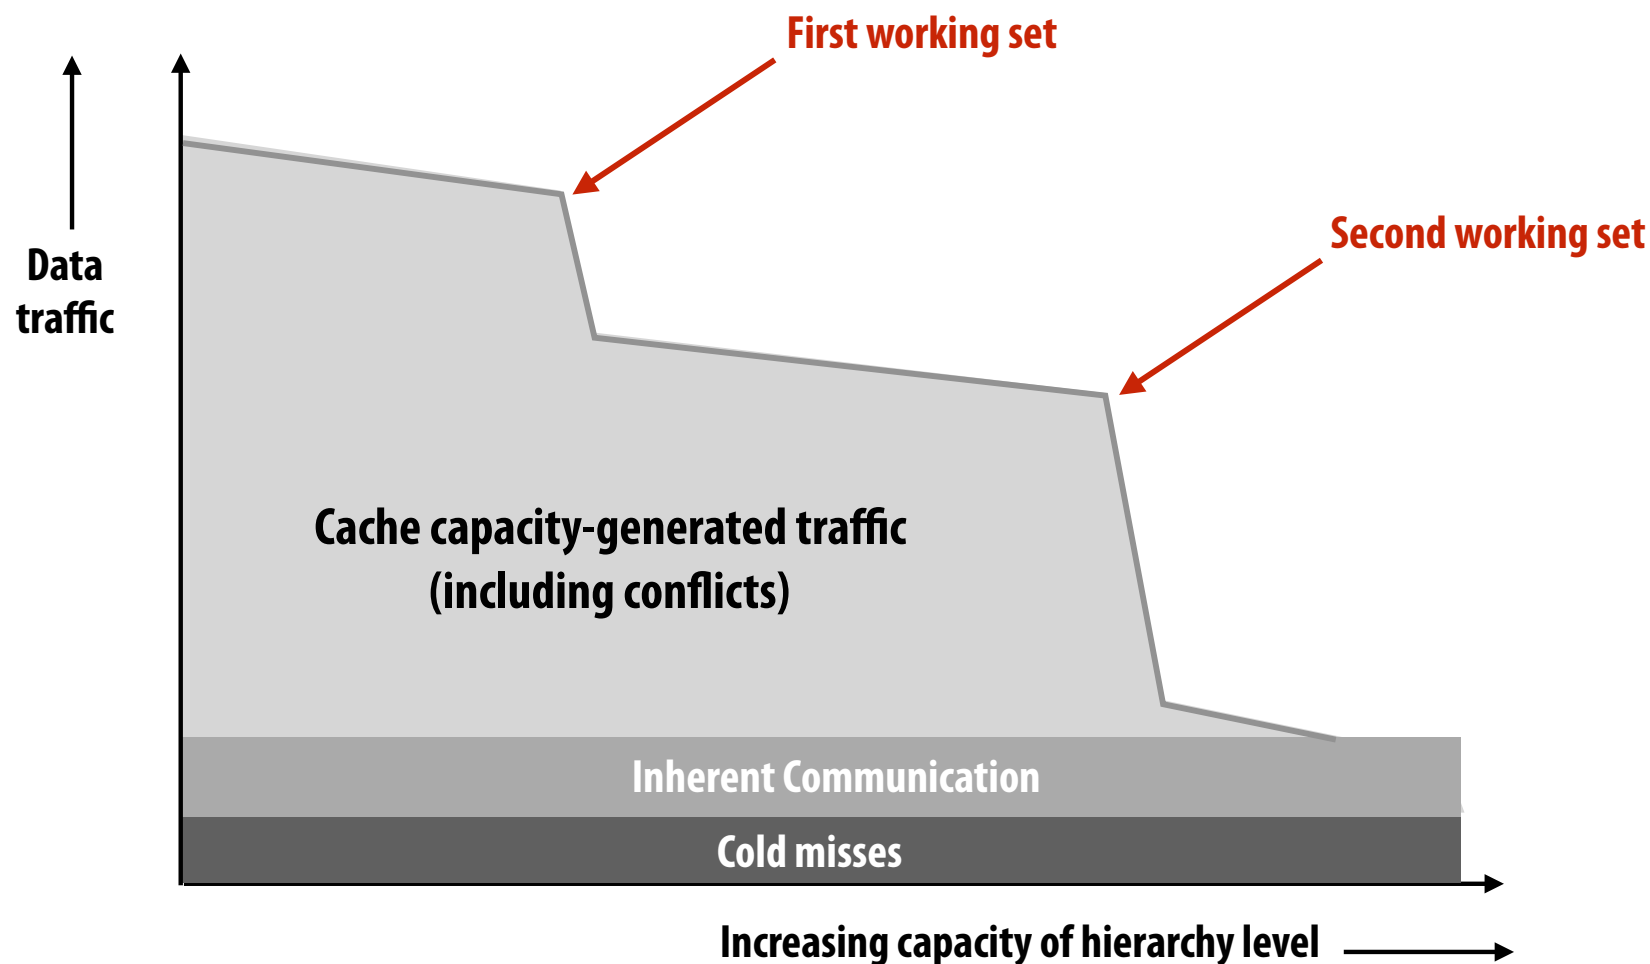 First working set
Second working set
Data
traffic
Cache capacity-generated traffic
(including conflicts)
Inherent Communication
Cold misses
Increasing capacity of hierarchy level